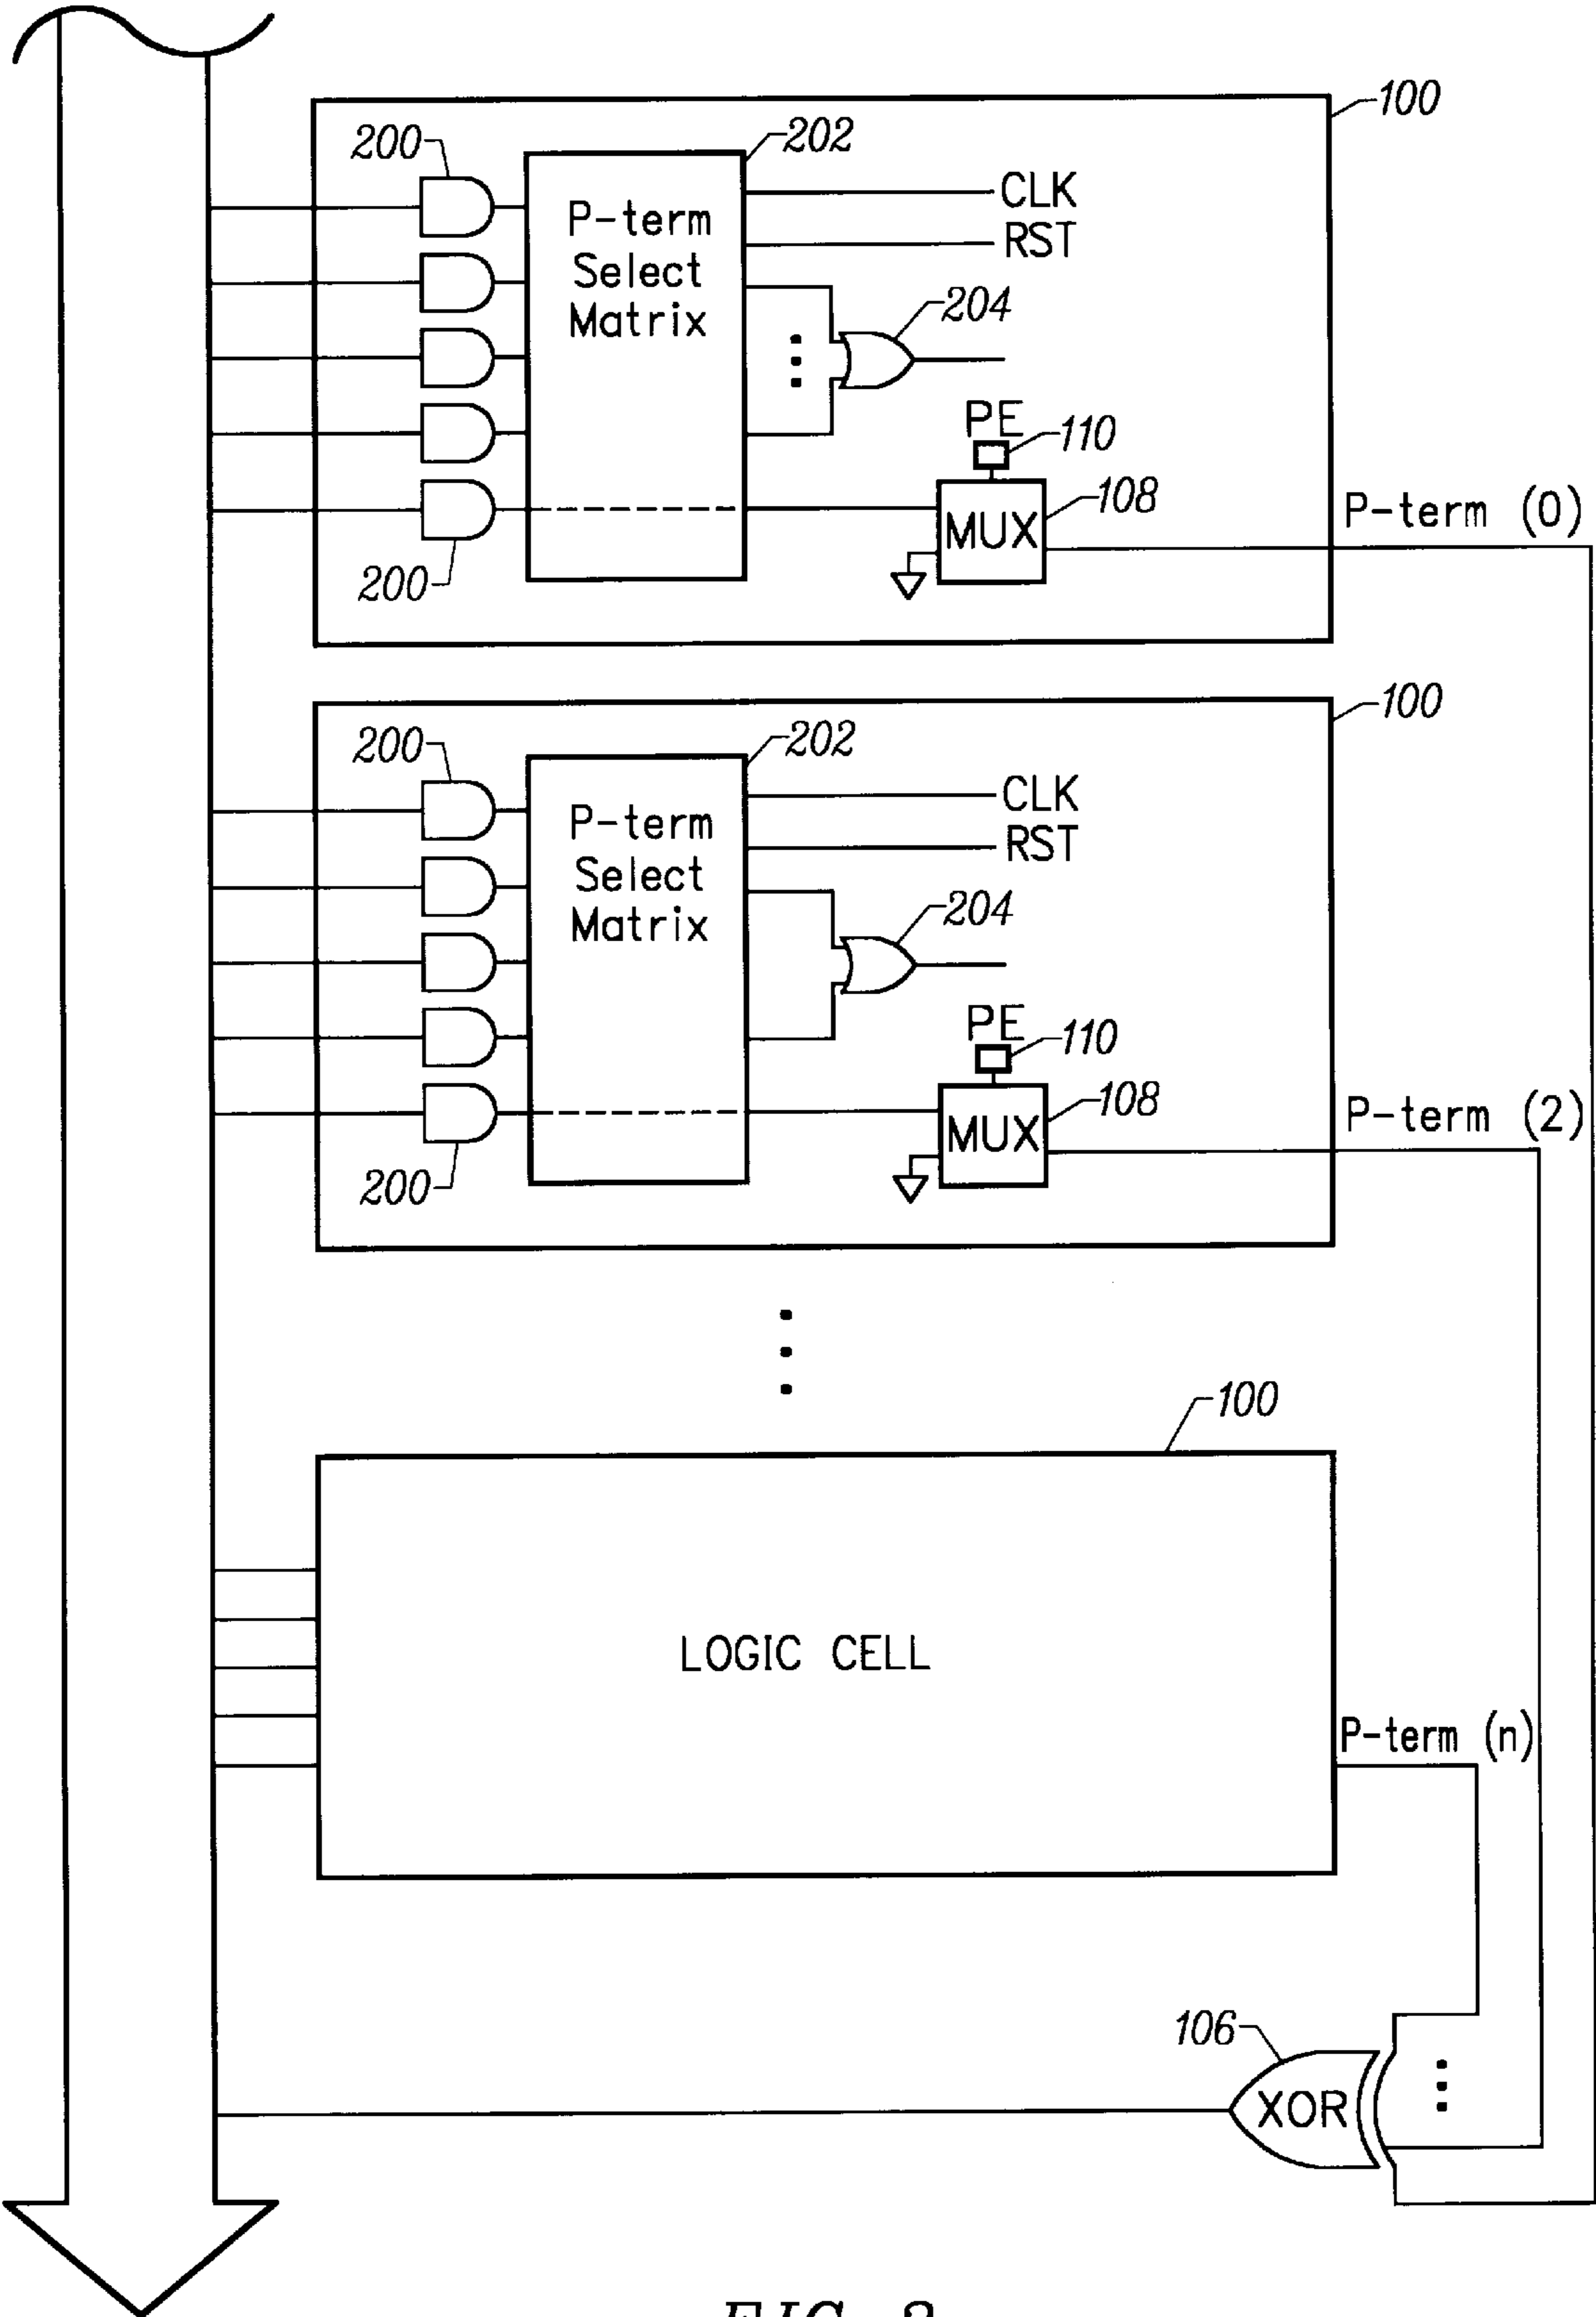 100
200
202
P-term
Select
Matrix
CLK
RST
204
PE
110
108
MUX
P-term (0)
200
100
200
202
P-term
Select
Matrix
CLK
RST
204
PE
110
108
MUX
P-term (2)
200
100
LOGIC CELL
P-term (n)
106
XOR